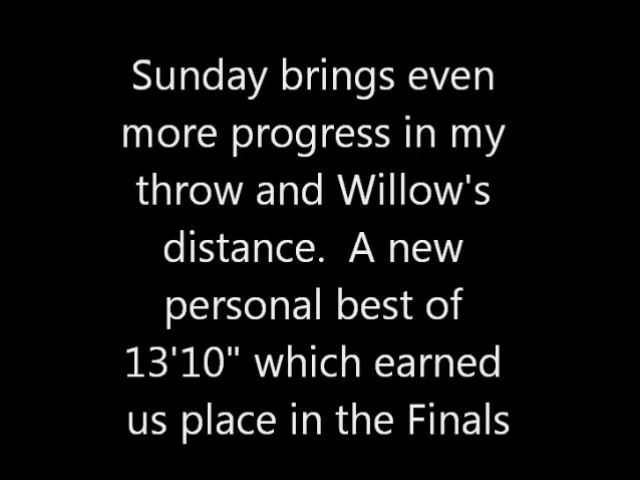 Sunday brings even
more progress in my
throw and Willow's
distance.  A new
personal best of
13'10" which earned
us place in the Finals